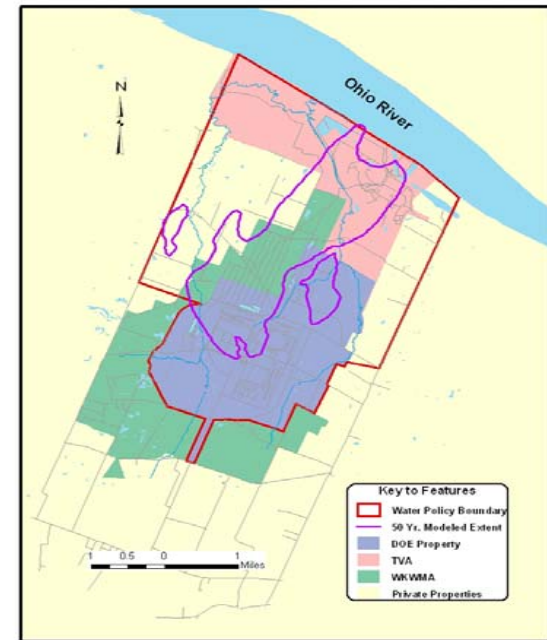 Ohio River
N
Key to Features
Water Policy Boundary
50 Yr. Modeled Extent
DOE Property
TVA
WKWMA
Private Properties
1 0.5 0 1
Miles